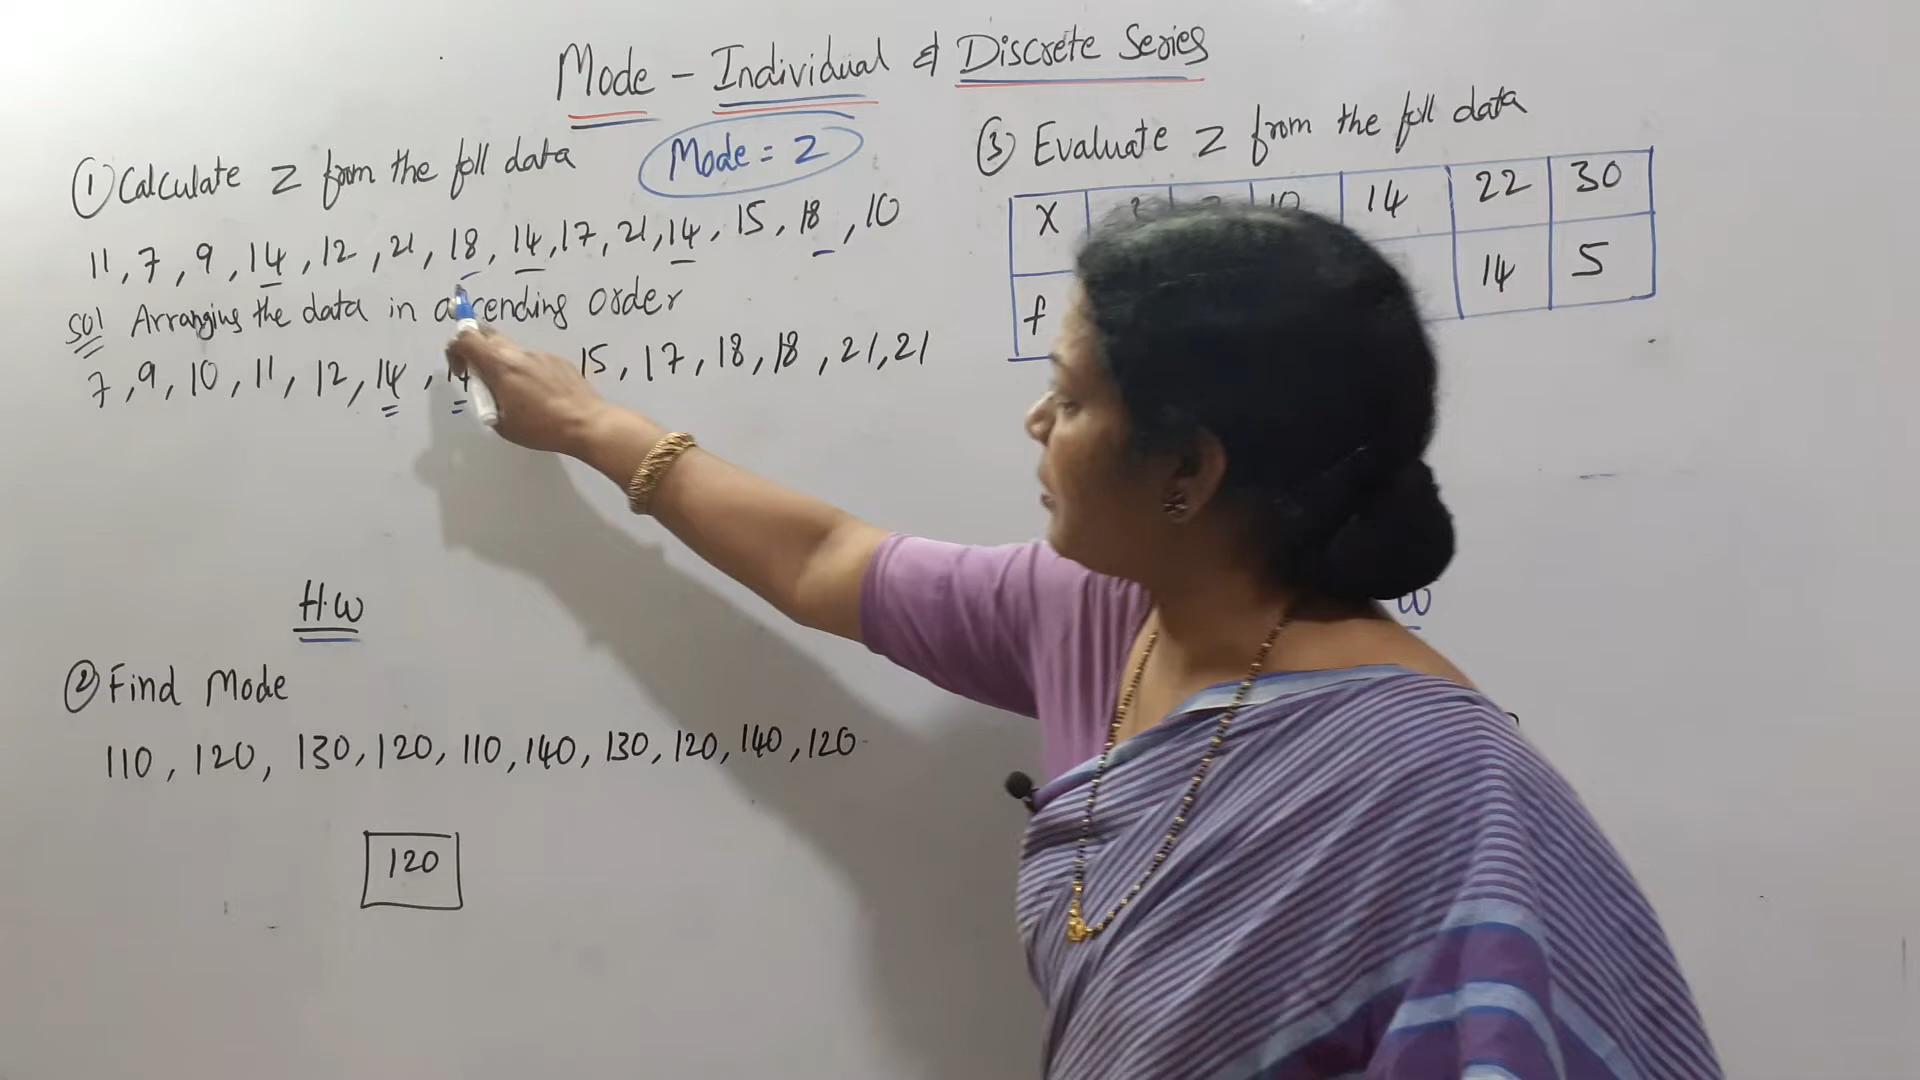 Mode - Individual & Discrete Series
① Calculate Z from the foll data
Mode = Z
11, 7, 9, 14, 12, 21, 18, 14, 17, 21, 14, 15, 18, 10
Sol Arranging the data in ascending order
7, 9, 10, 11, 12, 14, 14 15, 17, 18, 18, 21, 21
H.W
② Find Mode
110, 120, 130, 120, 110, 140, 130, 120, 140, 120
120
③ Evaluate Z from the foll data
X 10 14 22 30
f 14 5
W